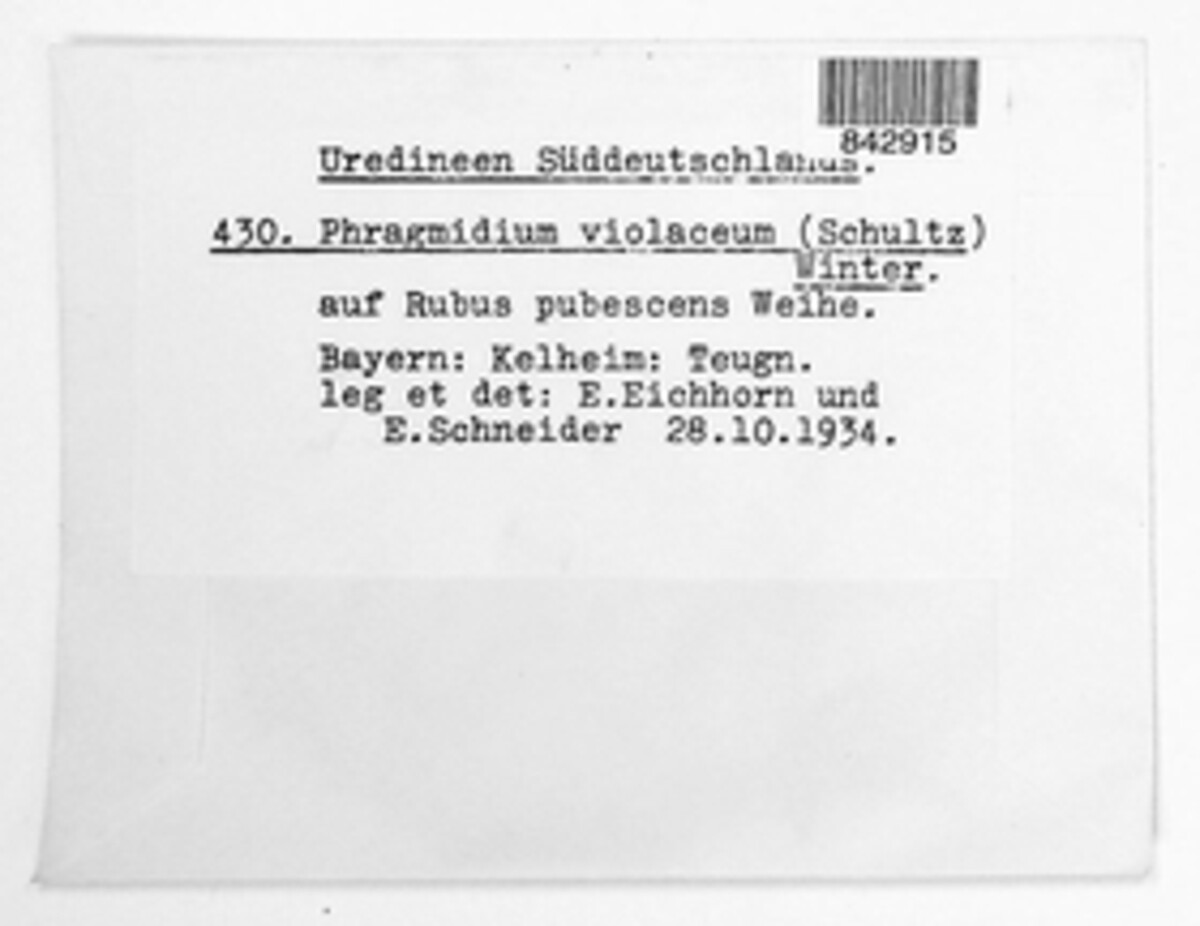 842915
Uredineen Süddeutschlands.
430. Phragmidium violaceum (Schultz)
Winter.
auf Rubus pubescens Weihe.
Bayern: Kelheim: Teugn.
leg et det: E.Eichhorn und
E.Schneider 28.10.1934.